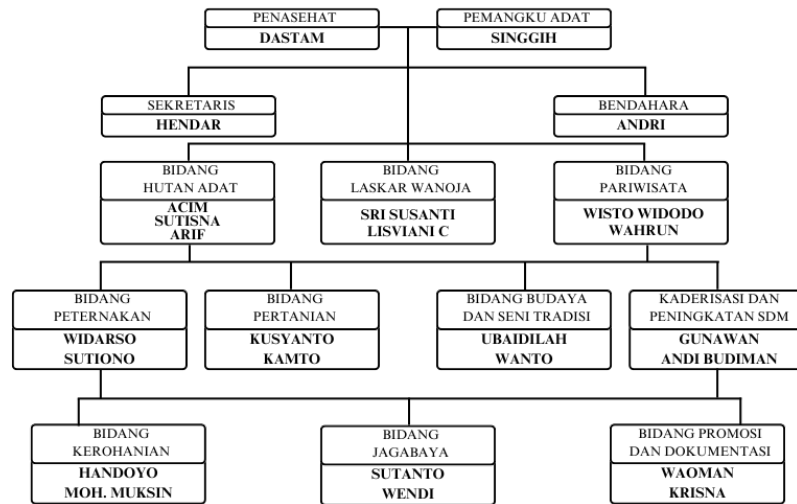 PENASEHAT
DASTAM
PEMANGKU ADAT
SINGGIH
SEKRETARIS
HENDAR
BENDAHARA
ANDRI
BIDANG
HUTAN ADAT
ACIM
SUTISNA
ARIF
BIDANG
LASKAR WANOJA
SRI SUSANTI
LISVIANI C
BIDANG
PARIWISATA
WISTO WIDODO
WAHRUN
BIDANG
PETERNAKAN
WIDARSO
SUTIONO
BIDANG
PERTANIAN
KUSYANTO
KAMTO
BIDANG BUDAYA
DAN SENI TRADISI
UBAIDILAH
WANTO
KADERISASI DAN
PENINGKATAN SDM
GUNAWAN
ANDI BUDIMAN
BIDANG
KEROHANIAN
HANDOYO
MOH. MUKSIN
BIDANG
JAGABAYA
SUTANTO
WENDI
BIDANG PROMOSI
DAN DOKUMENTASI
WAOMAN
KRISNA